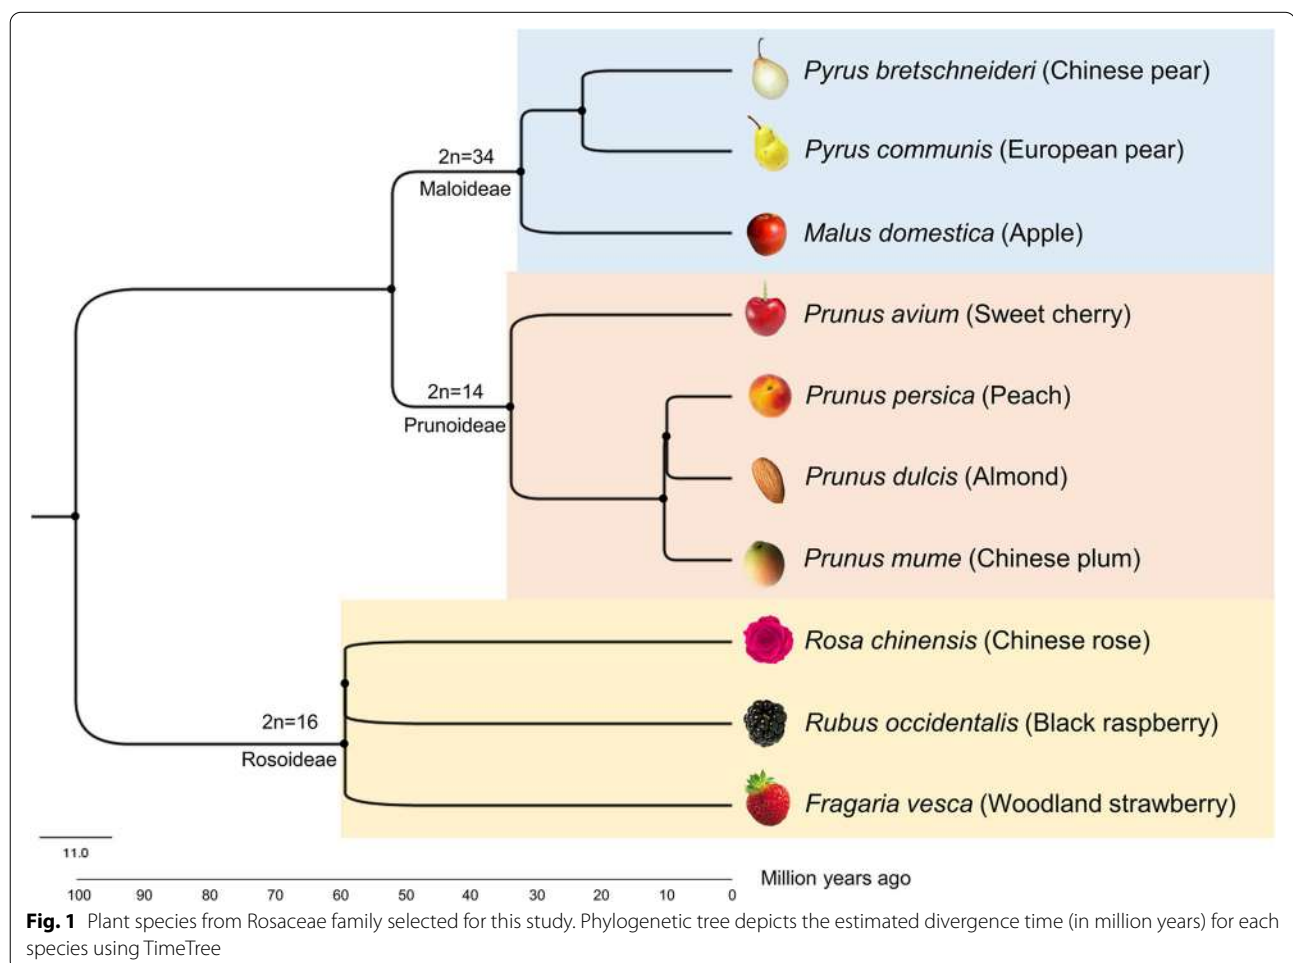 Pyrus bretschneideri (Chinese pear)
Pyrus communis (European pear)
2n=34
Maloideae
Malus domestica (Apple)
Prunus avium (Sweet cherry)
2n=14
Prunoideae
Prunus persica (Peach)
Prunus dulcis (Almond)
Prunus mume (Chinese plum)
Rosa chinensis (Chinese rose)
2n=16
Rosoideae
Rubus occidentalis (Black raspberry)
Fragaria vesca (Woodland strawberry)
11.0
100 90 80 70 60 50 40 30 20 10 0 Million years ago
Fig. 1 Plant species from Rosaceae family selected for this study. Phylogenetic tree depicts the estimated divergence time (in million years) for each
species using TimeTree